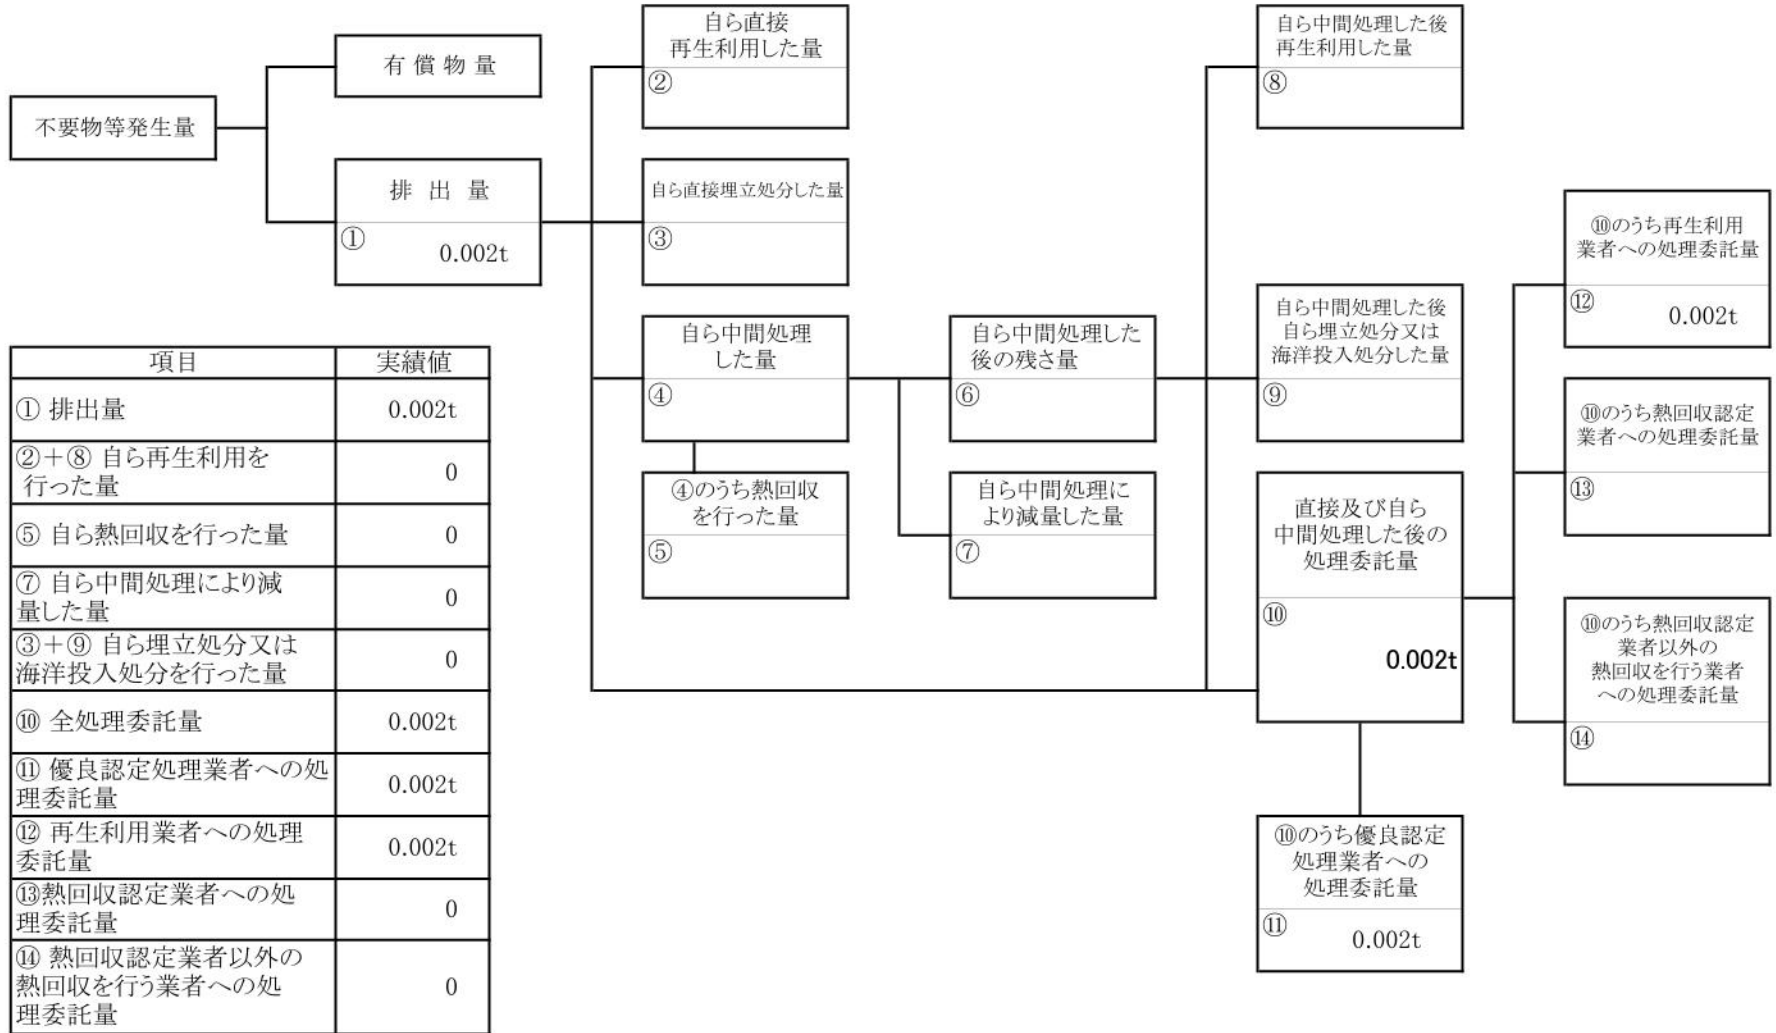 不要物等発生量
有償物量
排出量
①
0.002t
自ら直接
再生利用した量
②
自ら直接埋立処分した量
③
自ら中間処理
した量
④
④のうち熱回収
を行った量
⑤
自ら中間処理した
後の残さ量
⑥
自ら中間処理に
より減量した量
⑦
自ら中間処理した後
再生利用した量
⑧
自ら中間処理した後
自ら埋立処分又は
海洋投入処分した量
⑨
直接及び自ら
中間処理した後の
処理委託量
⑩
0.002t
⑩のうち優良認定
処理業者への
処理委託量
⑪
0.002t
⑩のうち再生利用
業者への処理委託量
⑫
0.002t
⑩のうち熱回収認定
業者への処理委託量
⑬
⑩のうち熱回収認定
業者以外の
熱回収を行う業者
への処理委託量
⑭
項目 実績値
① 排出量 0.002t
②+⑧ 自ら再生利用を
行った量 0
⑤ 自ら熱回収を行った量 0
⑦ 自ら中間処理により減
量した量 0
③+⑨ 自ら埋立処分又は
海洋投入処分を行った量 0
⑩ 全処理委託量 0.002t
⑪ 優良認定処理業者への処
理委託量 0.002t
⑫ 再生利用業者への処理
委託量 0.002t
⑬熱回収認定業者への処
理委託量 0
⑭ 熱回収認定業者以外の
熱回収を行う業者への処
理委託量 0